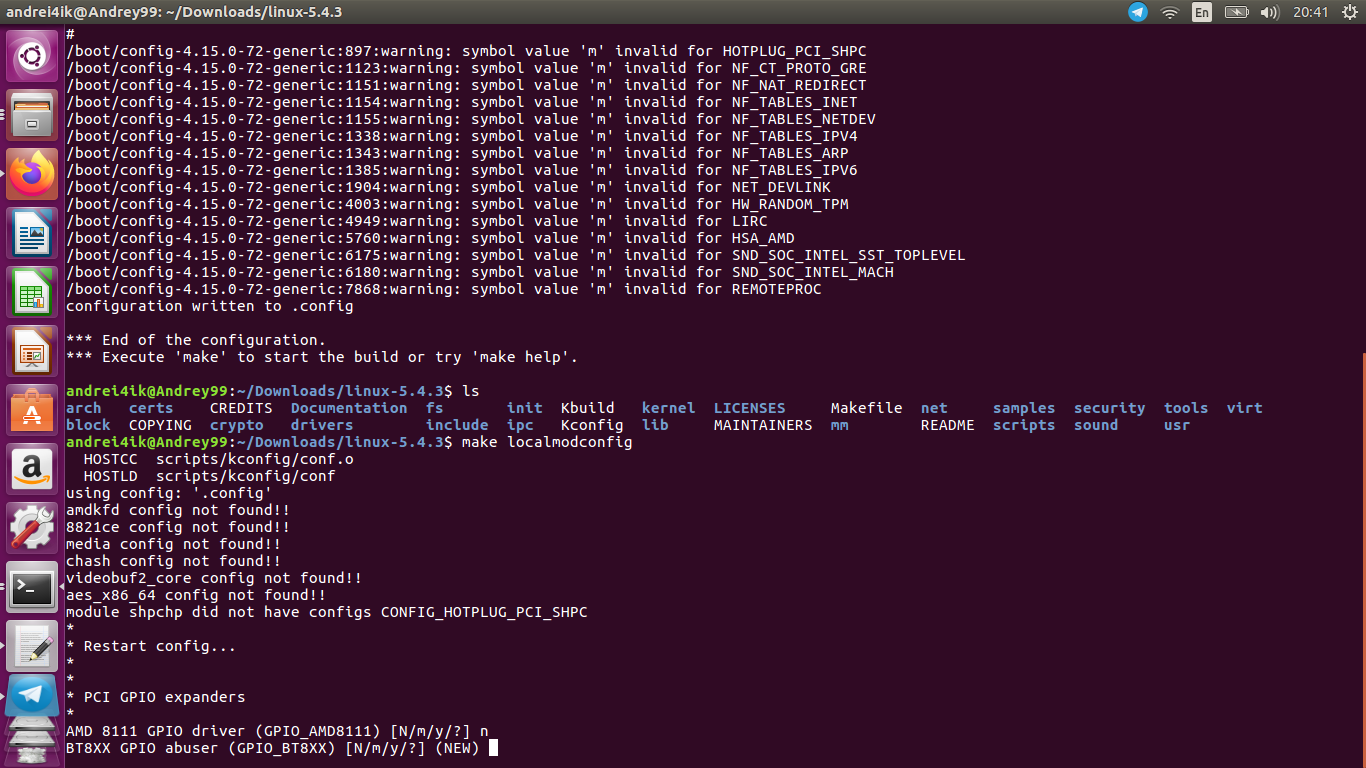 andrei4ik@Andrey99: ~/Downloads/linux-5.4.3 En 20:41
#
/boot/config-4.15.0-72-generic:897:warning: symbol value 'm' invalid for HOTPLUG_PCI_SHPC
/boot/config-4.15.0-72-generic:1123:warning: symbol value 'm' invalid for NF_CT_PROTO_GRE
/boot/config-4.15.0-72-generic:1151:warning: symbol value 'm' invalid for NF_NAT_REDIRECT
/boot/config-4.15.0-72-generic:1154:warning: symbol value 'm' invalid for NF_TABLES_INET
/boot/config-4.15.0-72-generic:1155:warning: symbol value 'm' invalid for NF_TABLES_NETDEV
/boot/config-4.15.0-72-generic:1338:warning: symbol value 'm' invalid for NF_TABLES_IPV4
/boot/config-4.15.0-72-generic:1343:warning: symbol value 'm' invalid for NF_TABLES_ARP
/boot/config-4.15.0-72-generic:1385:warning: symbol value 'm' invalid for NF_TABLES_IPV6
/boot/config-4.15.0-72-generic:1904:warning: symbol value 'm' invalid for NET_DEVLINK
/boot/config-4.15.0-72-generic:4003:warning: symbol value 'm' invalid for HW_RANDOM_TPM
/boot/config-4.15.0-72-generic:4949:warning: symbol value 'm' invalid for LIRC
/boot/config-4.15.0-72-generic:5760:warning: symbol value 'm' invalid for HSA_AMD
/boot/config-4.15.0-72-generic:6175:warning: symbol value 'm' invalid for SND_SOC_INTEL_SST_TOPLEVEL
/boot/config-4.15.0-72-generic:6180:warning: symbol value 'm' invalid for SND_SOC_INTEL_MACH
/boot/config-4.15.0-72-generic:7868:warning: symbol value 'm' invalid for REMOTEPROC
configuration written to .config
*** End of the configuration.
*** Execute 'make' to start the build or try 'make help'.
andrei4ik@Andrey99:~/Downloads/linux-5.4.3$ ls
arch certs CREDITS Documentation fs init Kbuild kernel LICENSES Makefile net samples security tools virt
block COPYING crypto drivers include ipc Kconfig lib MAINTAINERS mm README scripts sound usr
andrei4ik@Andrey99:~/Downloads/linux-5.4.3$ make localmodconfig
HOSTCC scripts/kconfig/conf.o
HOSTLD scripts/kconfig/conf
using config: '.config'
amdkfd config not found!!
8821ce config not found!!
media config not found!!
chash config not found!!
videobuf2_core config not found!!
aes_x86_64 config not found!!
module shpchp did not have configs CONFIG_HOTPLUG_PCI_SHPC
*
* Restart config...
*
*
* PCI GPIO expanders
*
AMD 8111 GPIO driver (GPIO_AMD8111) [N/m/y/?] n
BT8XX GPIO abuser (GPIO_BT8XX) [N/m/y/?] (NEW)